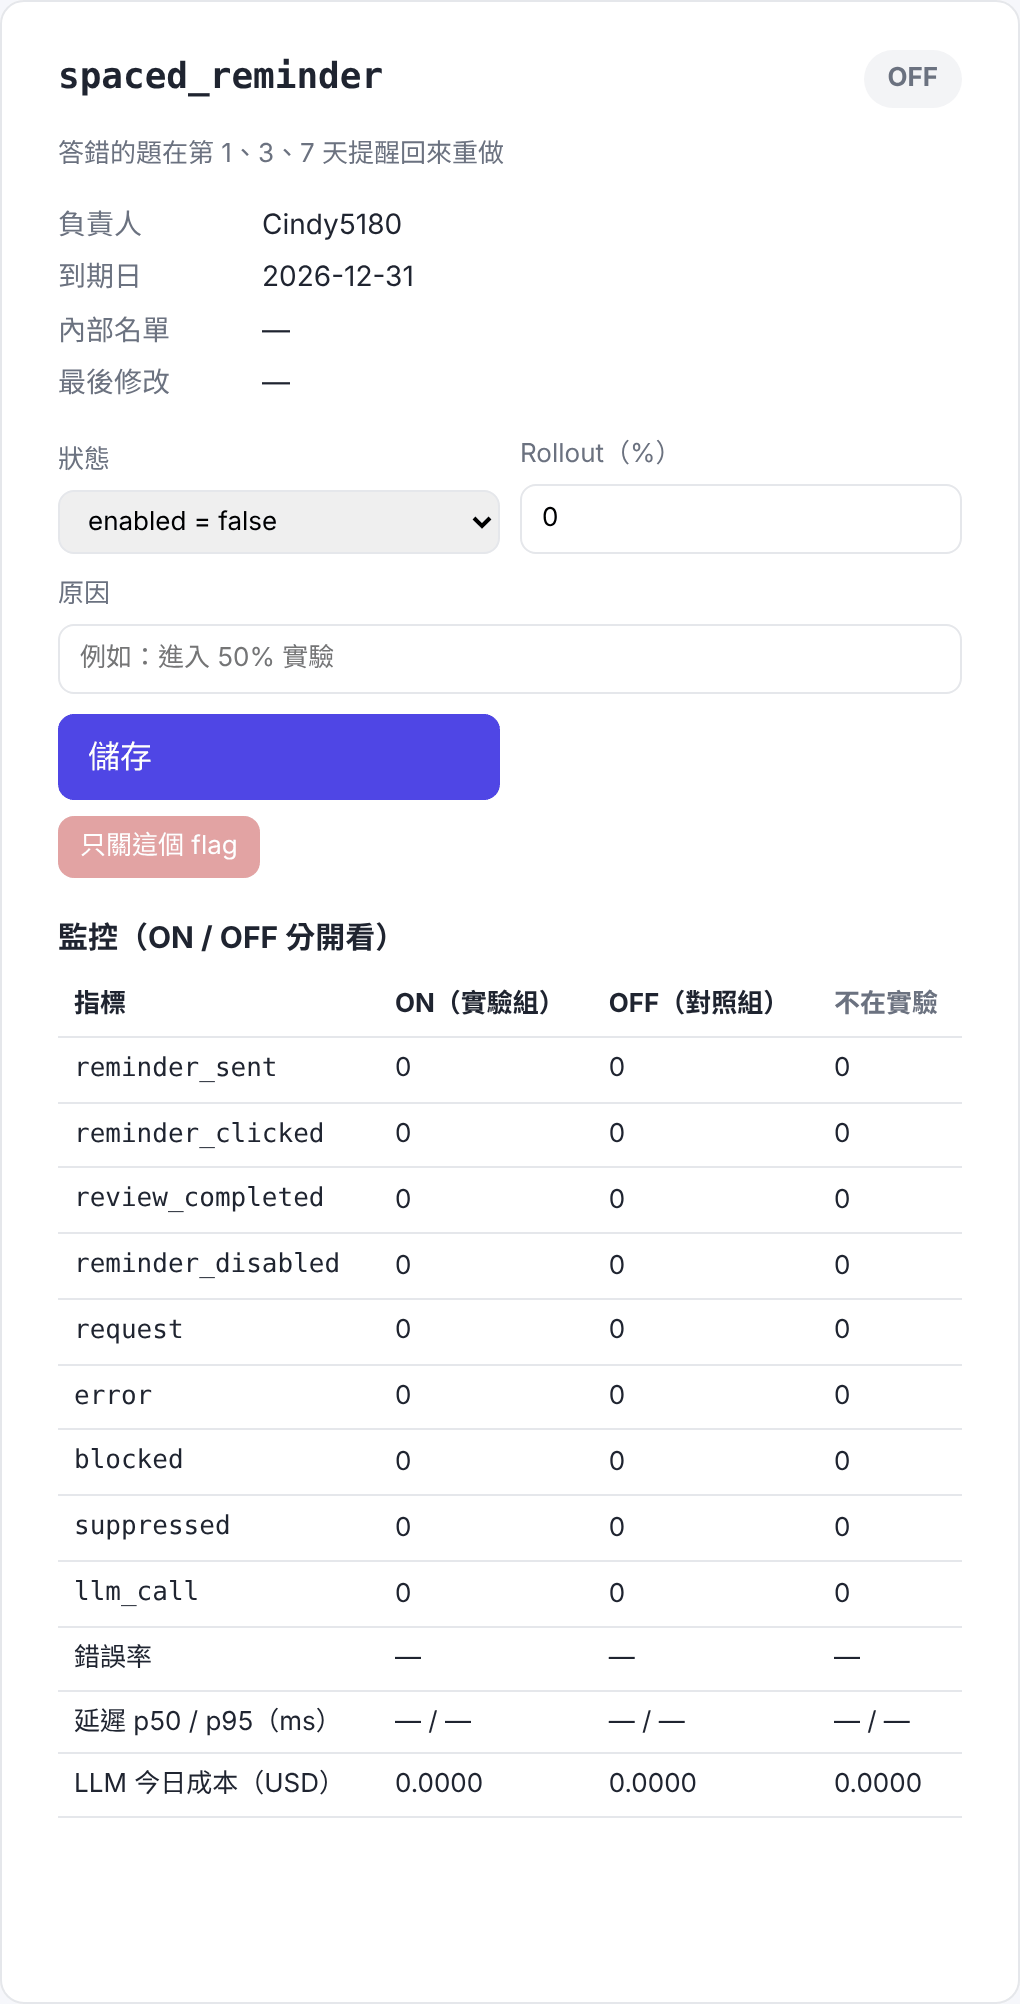 spaced_reminder
OFF
答錯的題在第 1、3、7 天提醒回來重做
負責人 Cindy5180
到期日 2026-12-31
內部名單 —
最後修改 —
狀態
Rollout（%）
enabled = false
0
原因
例如：進入 50% 實驗
儲存
只關這個 flag
監控（ON / OFF 分開看）
指標 ON（實驗組） OFF（對照組） 不在實驗
reminder_sent 0 0 0
reminder_clicked 0 0 0
review_completed 0 0 0
reminder_disabled 0 0 0
request 0 0 0
error 0 0 0
blocked 0 0 0
suppressed 0 0 0
llm_call 0 0 0
錯誤率 — — —
延遲 p50 / p95（ms） — / — — / — — / —
LLM 今日成本（USD） 0.0000 0.0000 0.0000